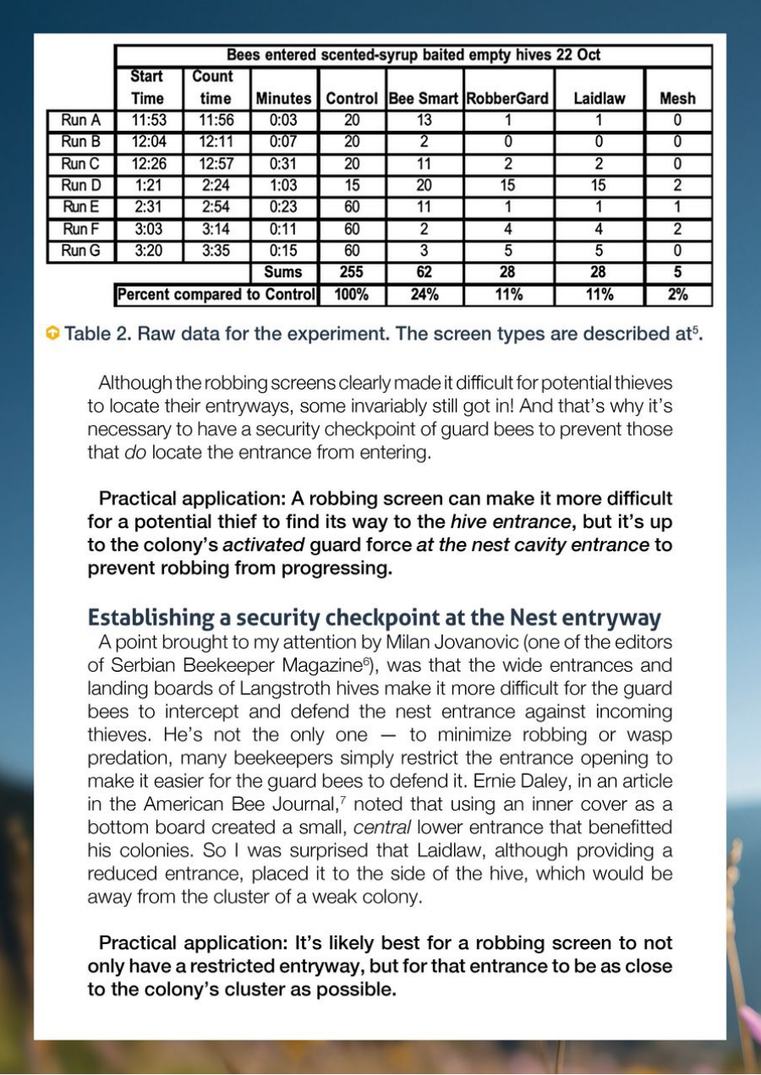 Bees entered scented-syrup baited empty hives 22 Oct
Start Time Count time Minutes Control Bee Smart RobberGard Laidlaw Mesh
Run A 11:53 11:56 0:03 20 13 1 1 0
Run B 12:04 12:11 0:07 20 2 0 0 0
Run C 12:26 12:57 0:31 20 11 2 2 0
Run D 1:21 2:24 1:03 15 20 15 15 2
Run E 2:31 2:54 0:23 60 11 1 1 1
Run F 3:03 3:14 0:11 60 2 4 4 2
Run G 3:20 3:35 0:15 60 3 5 5 0
Sums 255 62 28 28 5
Percent compared to Control 100% 24% 11% 11% 2%
Table 2. Raw data for the experiment. The screen types are described at⁵.
Although the robbing screens clearly made it difficult for potential thieves
to locate their entryways, some invariably still got in! And that's why it's
necessary to have a security checkpoint of guard bees to prevent those
that do locate the entrance from entering.
Practical application: A robbing screen can make it more difficult
for a potential thief to find its way to the hive entrance, but it's up
to the colony's activated guard force at the nest cavity entrance to
prevent robbing from progressing.
Establishing a security checkpoint at the Nest entryway
A point brought to my attention by Milan Jovanovic (one of the editors
of Serbian Beekeeper Magazine⁶), was that the wide entrances and
landing boards of Langstroth hives make it more difficult for the guard
bees to intercept and defend the nest entrance against incoming
thieves. He's not the only one — to minimize robbing or wasp
predation, many beekeepers simply restrict the entrance opening to
make it easier for the guard bees to defend it. Ernie Daley, in an article
in the American Bee Journal,⁷ noted that using an inner cover as a
bottom board created a small, central lower entrance that benefitted
his colonies. So I was surprised that Laidlaw, although providing a
reduced entrance, placed it to the side of the hive, which would be
away from the cluster of a weak colony.
Practical application: It's likely best for a robbing screen to not
only have a restricted entryway, but for that entrance to be as close
to the colony's cluster as possible.